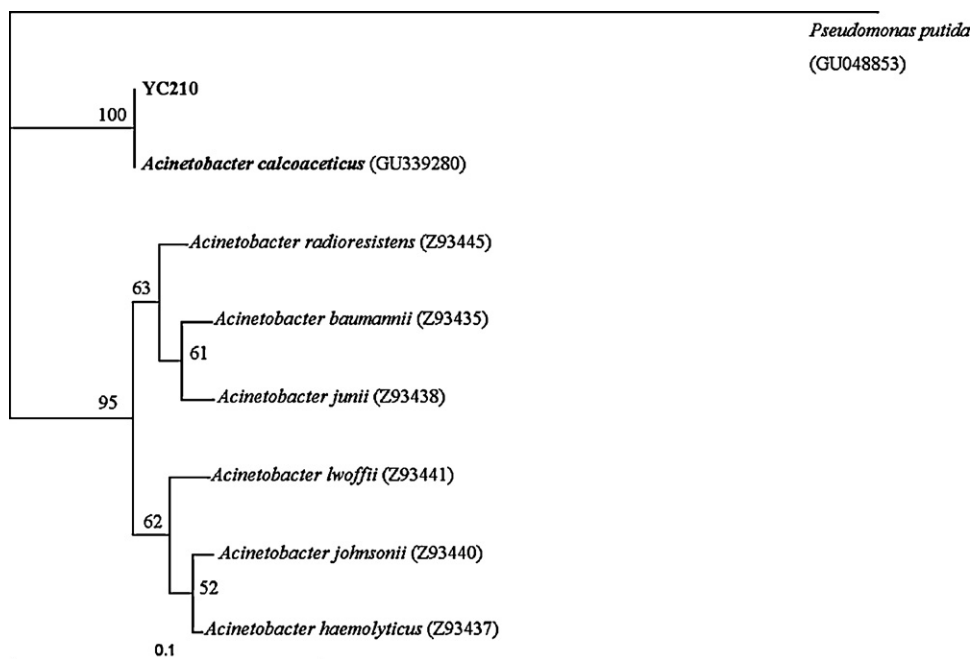 Pseudomonas putida
(GU048853)
YC210
100
Acinetobacter calcoaceticus (GU339280)
Acinetobacter radioresistens (Z93445)
63
Acinetobacter baumannii (Z93435)
61
Acinetobacter junii (Z93438)
95
Acinetobacter lwoffii (Z93441)
62
Acinetobacter johnsonii (Z93440)
52
Acinetobacter haemolyticus (Z93437)
0.1